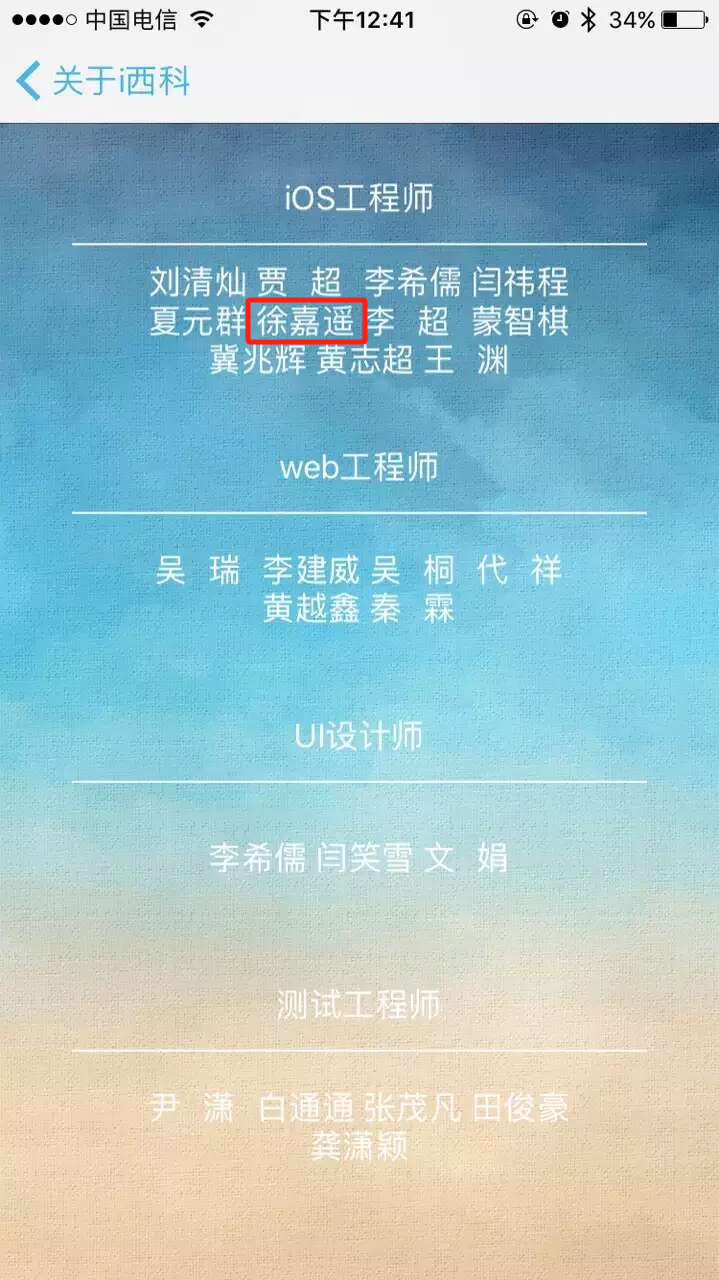 中国电信 下午12:41 34%
关于i西科
iOS工程师
刘清灿 贾 超 李希儒 闫祎程
夏元群 徐嘉遥 李 超 蒙智棋
冀兆辉 黄志超 王 渊
web工程师
吴 瑞 李建威 吴 桐 代 祥
黄越鑫 秦 霖
UI设计师
李希儒 闫笑雪 文 娟
测试工程师
尹 潇 白通通 张茂凡 田俊豪
龚潇颖